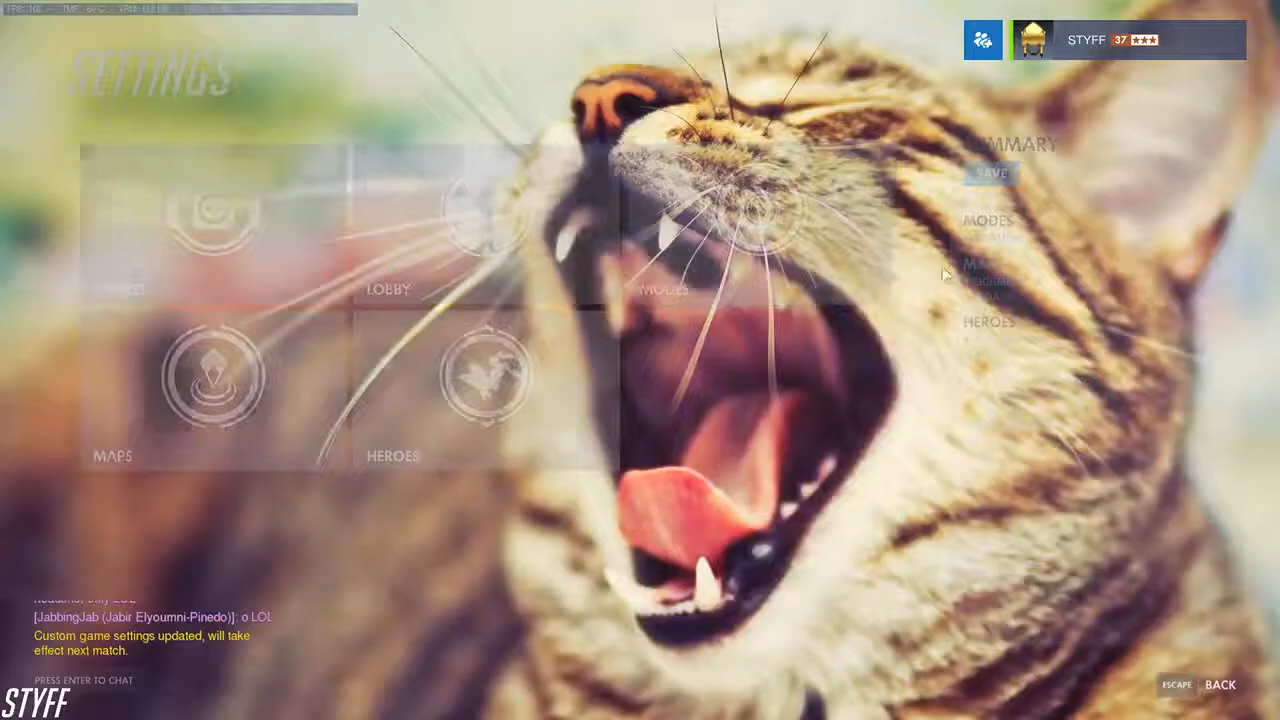 STYFF 37
SETTINGS
SUMMARY
SAVE
MODES
LOBBY
MODES
HEROES
MAPS
HEROES
[JabbingJab (Jabir Elyoumni-Pinedo)]: o LOL
Custom game settings updated, will take
effect next match.
PRESS ENTER TO CHAT
STYFF
ESCAPE BACK